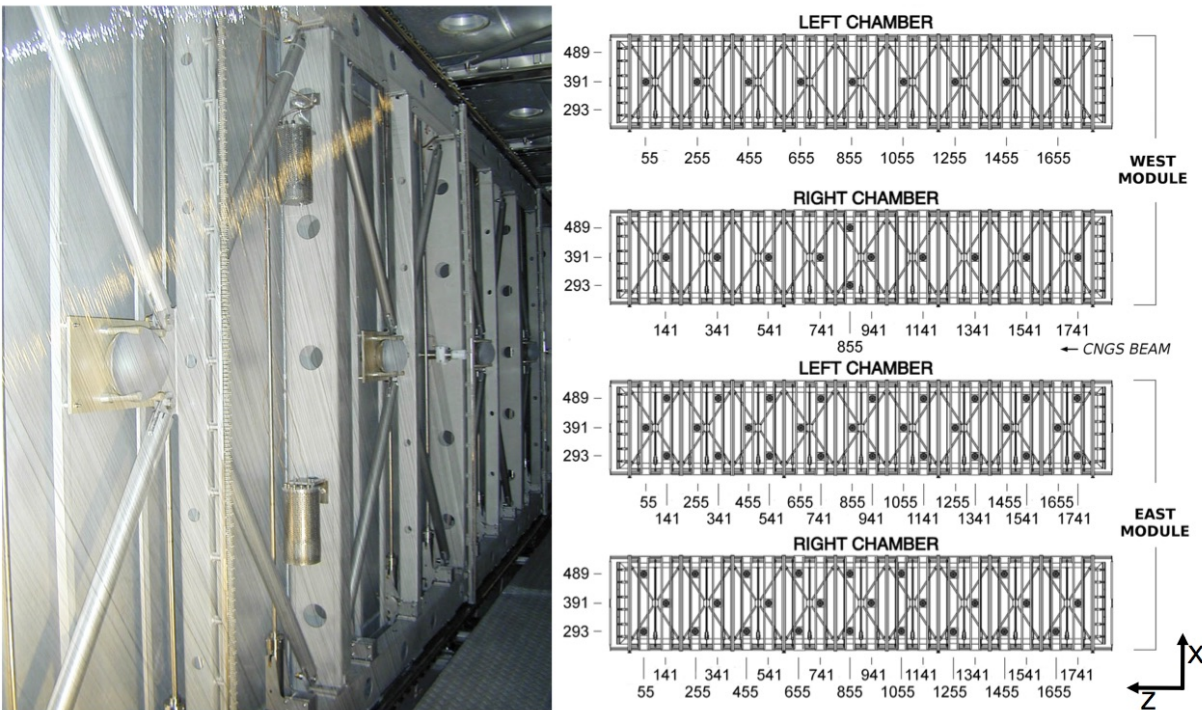 LEFT CHAMBER
489
391
293
55 255 455 655 855 1055 1255 1455 1655
WEST
MODULE
RIGHT CHAMBER
489
391
293
141 341 541 741 941 1141 1341 1541 1741
855
← CNGS BEAM
LEFT CHAMBER
489
391
293
55 255 455 655 855 1055 1255 1455 1655
141 341 541 741 941 1141 1341 1541 1741
EAST
MODULE
RIGHT CHAMBER
489
391
293
141 341 541 741 941 1141 1341 1541 1741
55 255 455 655 855 1055 1255 1455 1655
X
Z